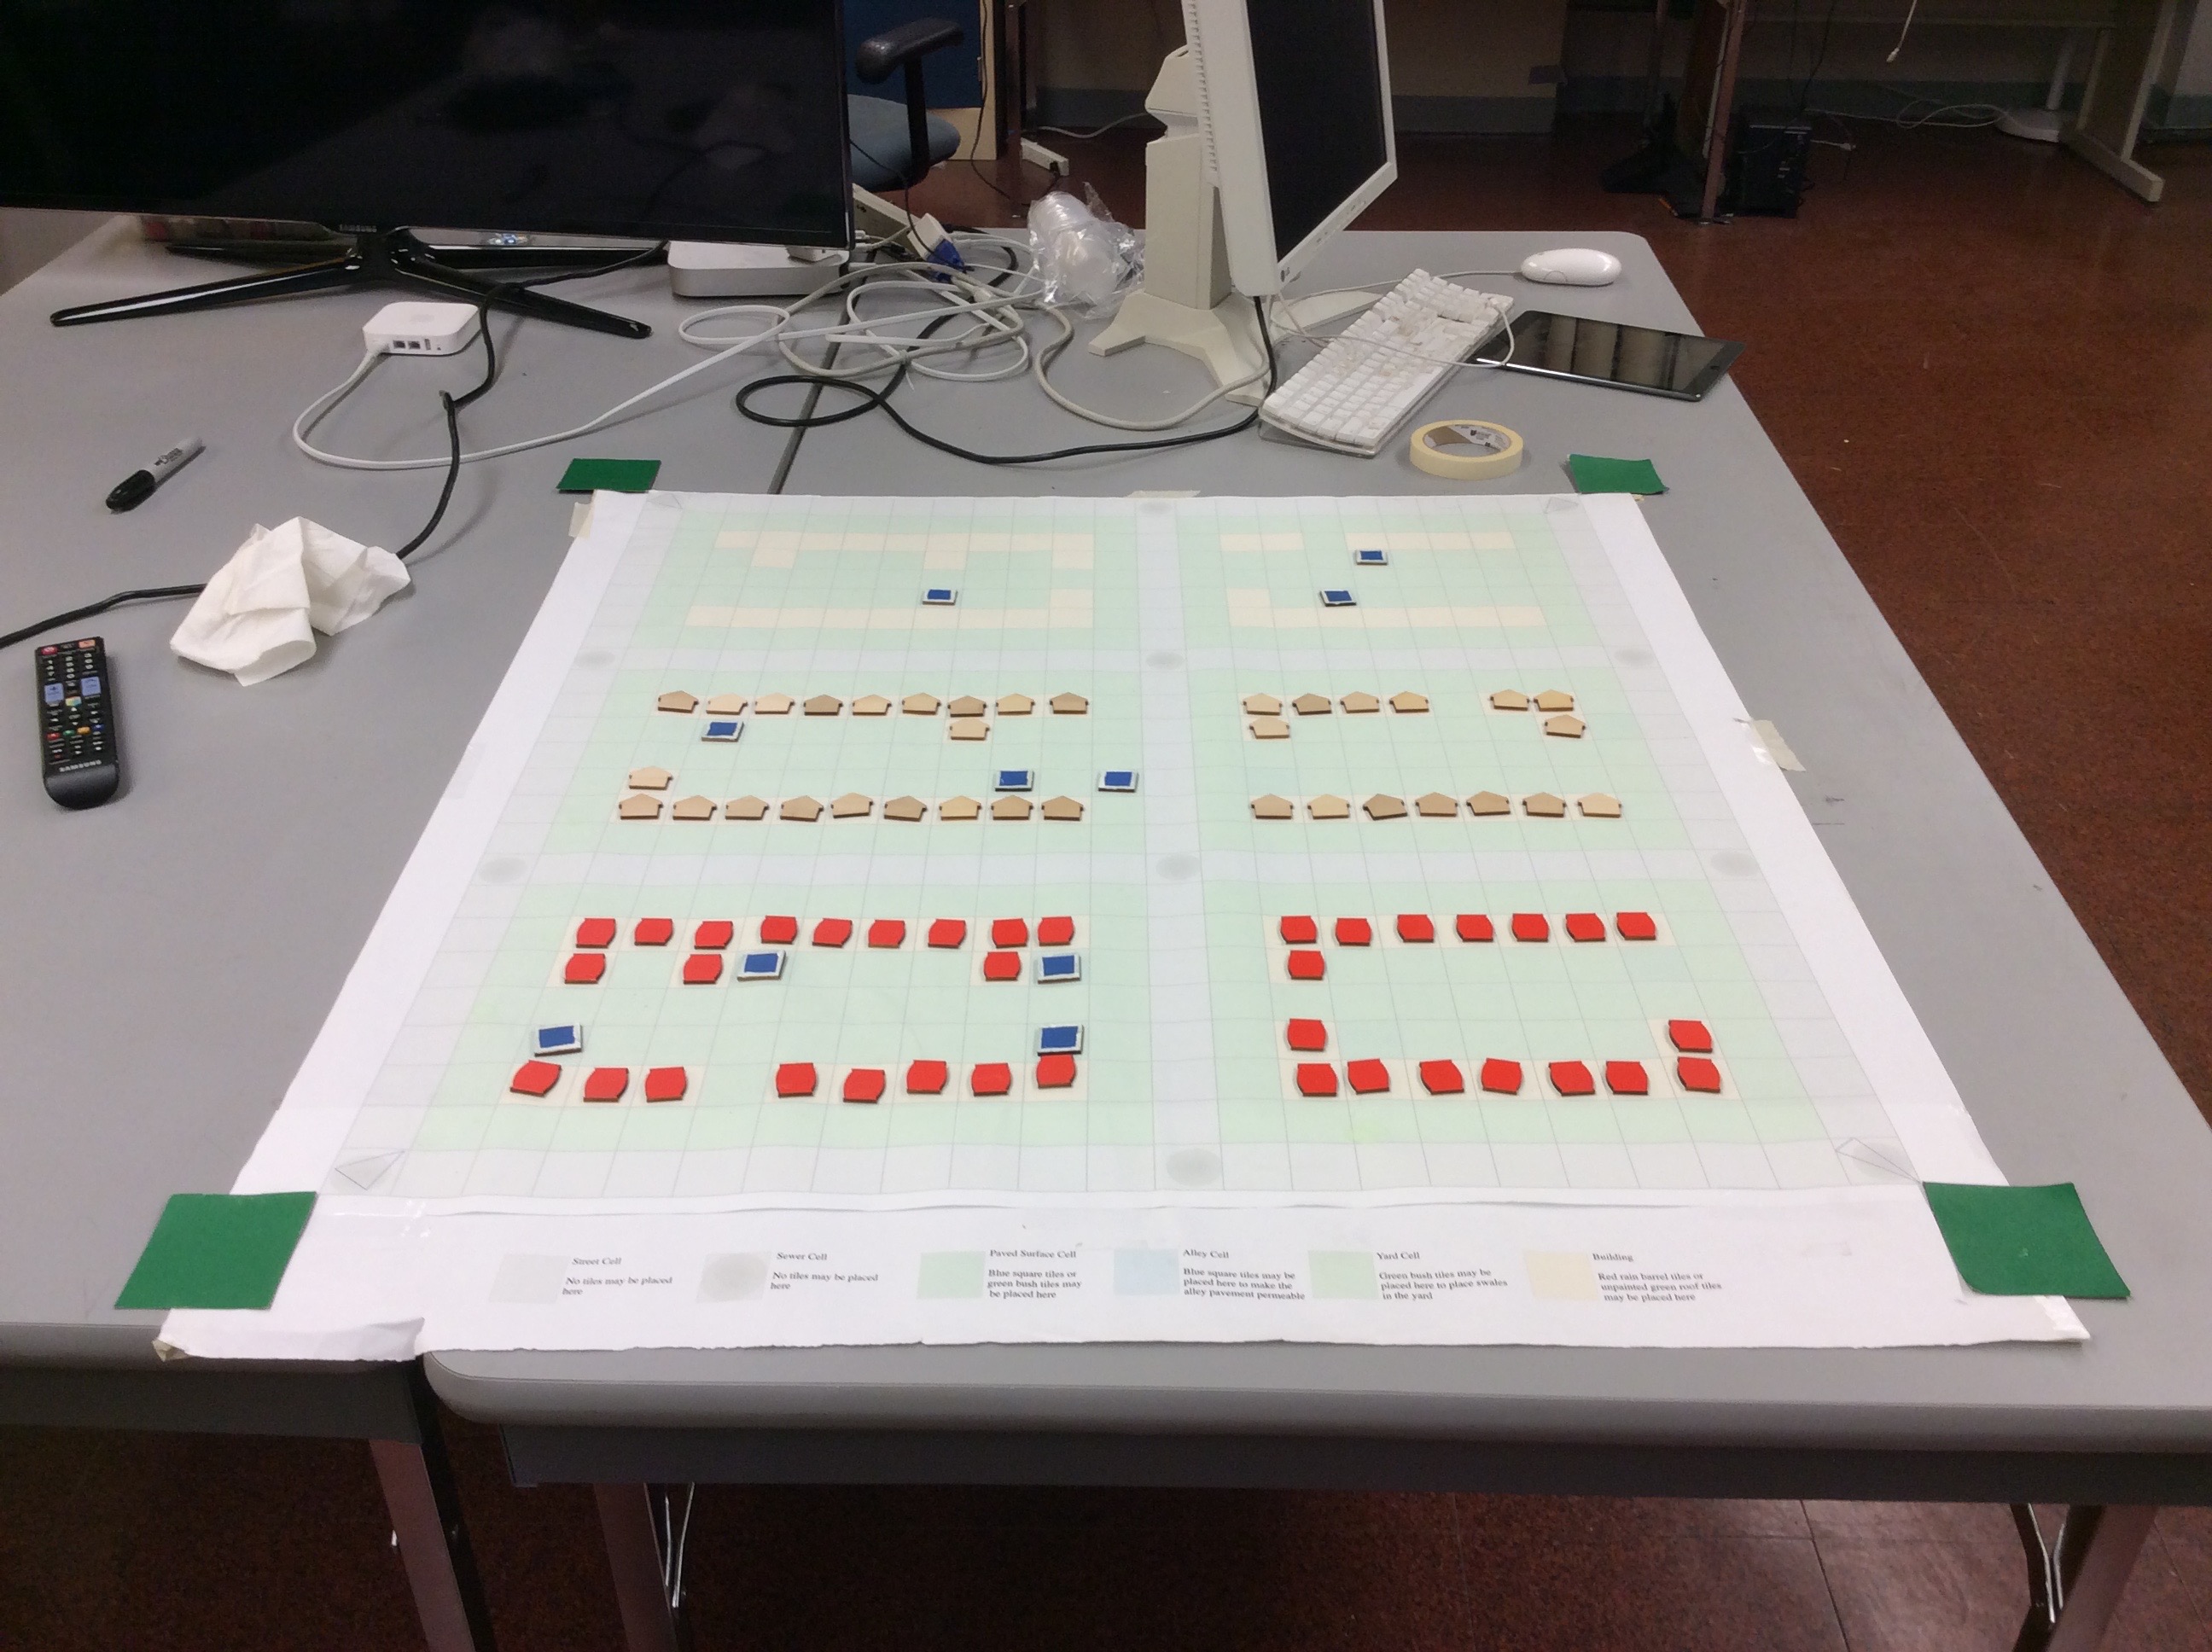 SAMSUNG
SAMSUNG
Street Cell
No tiles may be placed
here
Sewer Cell
No tiles may be placed
here
Paved Surface Cell
Blue square tiles or
green bush tiles may
be placed here
Alley Cell
Blue square tiles may be
placed here to make the
alley pavement permeable
Yard Cell
Green bush tiles may be
placed here to place swales
in the yard
Building
Red rain barrel tiles or
unpainted green roof tiles
may be placed here